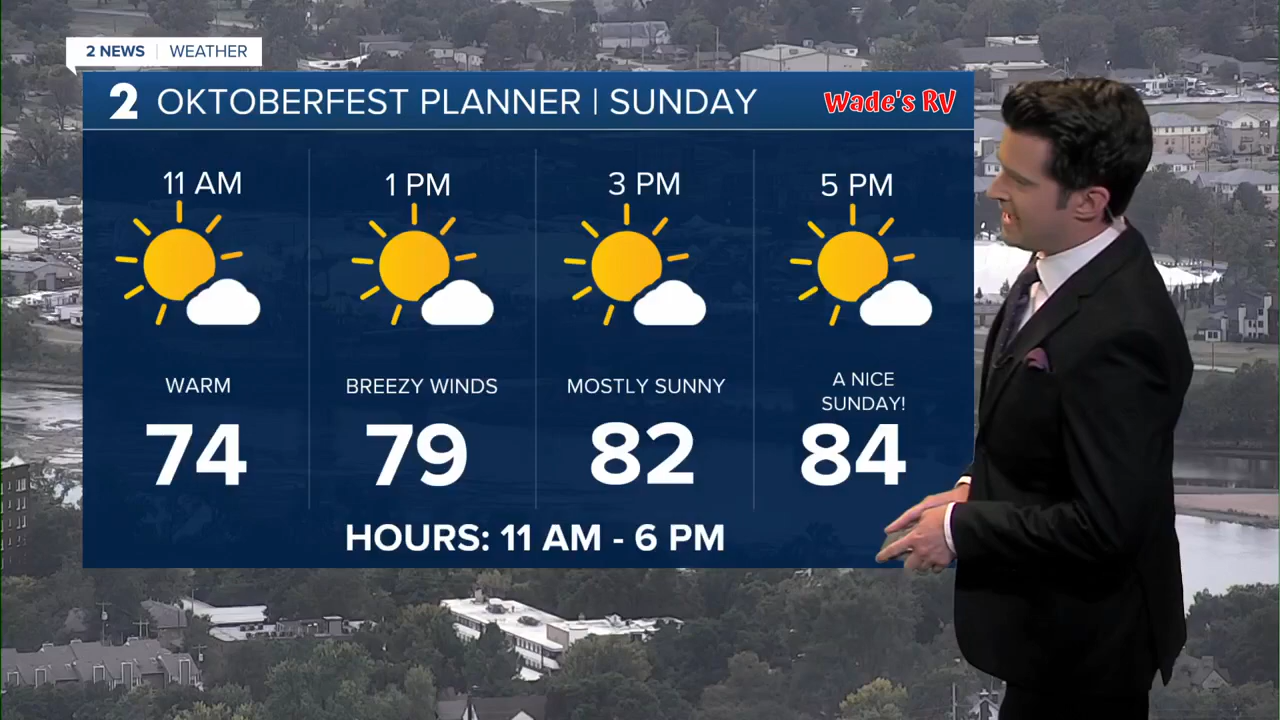 2 NEWS | WEATHER
2 OKTOBERFEST PLANNER | SUNDAY
Wade's RV
11 AM
1 PM
3 PM
5 PM
WARM
BREEZY WINDS
MOSTLY SUNNY
A NICE
SUNDAY!
74
79
82
84
HOURS: 11 AM - 6 PM